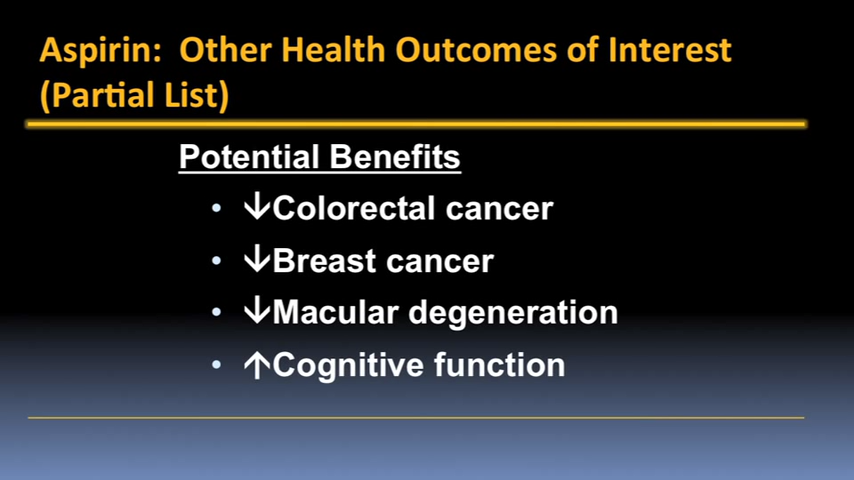 Aspirin: Other Health Outcomes of Interest
(Partial List)
Potential Benefits
• ↓Colorectal cancer
• ↓Breast cancer
• ↓Macular degeneration
• ↑Cognitive function